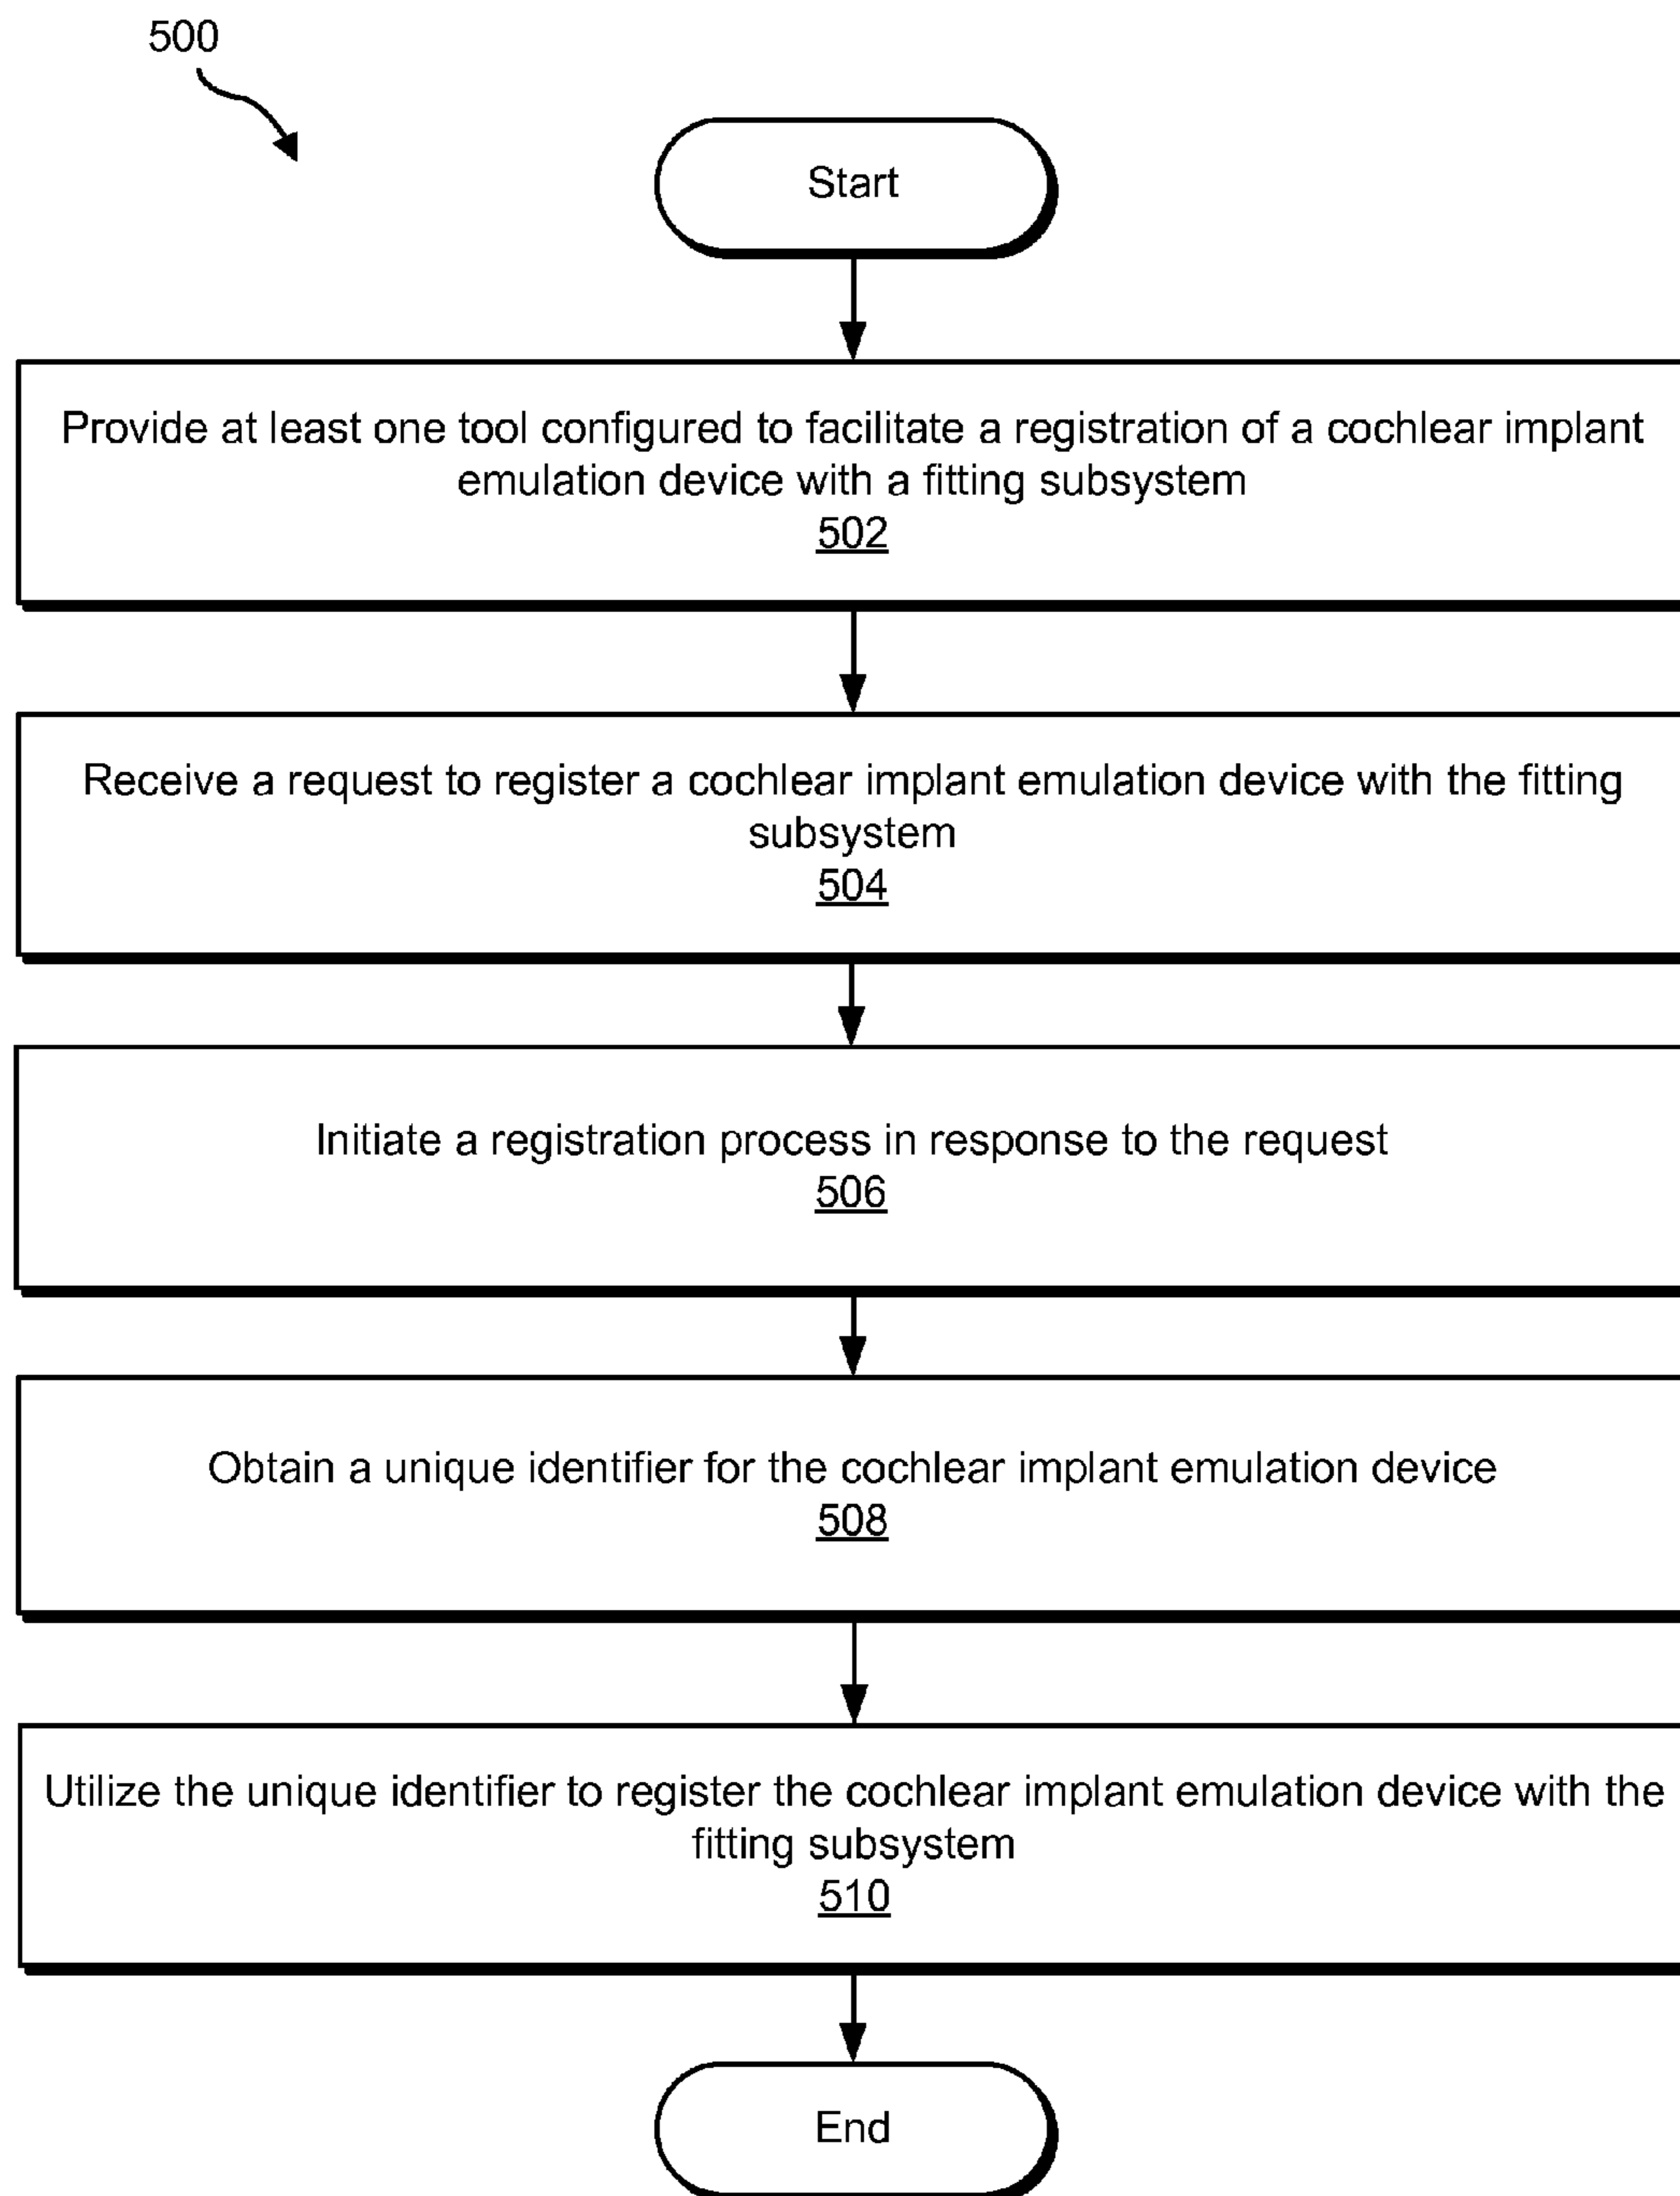 500
Start
Provide at least one tool configured to facilitate a registration of a cochlear implant
emulation device with a fitting subsystem
502
Receive a request to register a cochlear implant emulation device with the fitting
subsystem
504
Initiate a registration process in response to the request
506
Obtain a unique identifier for the cochlear implant emulation device
508
Utilize the unique identifier to register the cochlear implant emulation device with the
fitting subsystem
510
End